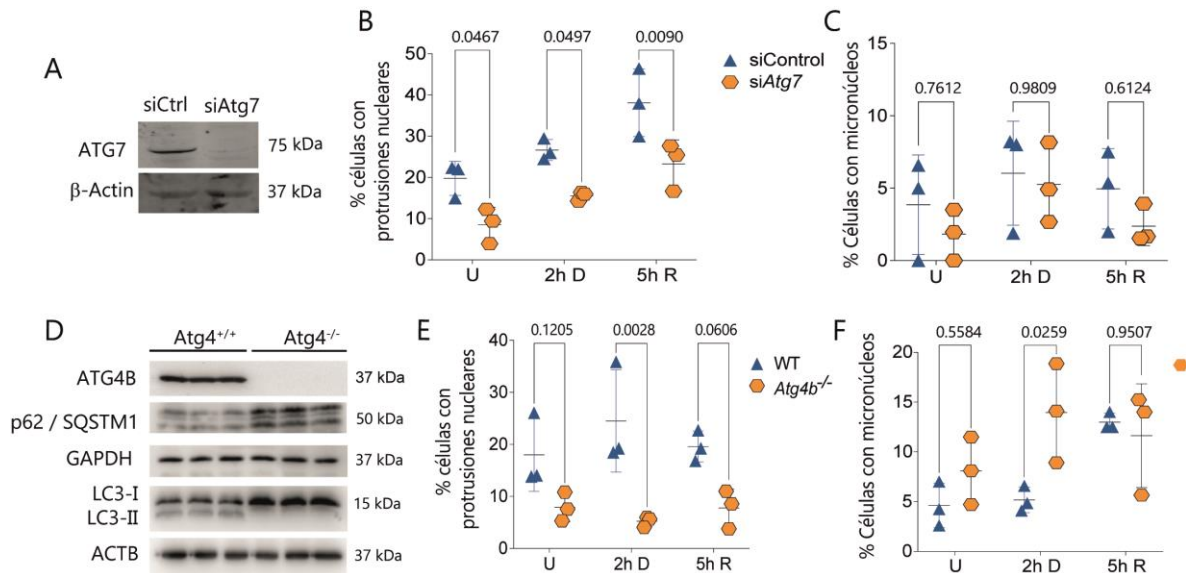 A
siCtrl siAtg7
ATG7
75 kDa
β-Actin
37 kDa
B
0.0467 0.0497 0.0090
% células con
protrusiones nucleares
50
40
30
20
10
0
U 2h D 5h R
siControl
siAtg7
C
0.7612 0.9809 0.6124
% Células con micronúcleos
15
10
5
0
U 2h D 5h R
D
Atg4+/+ Atg4-/-
ATG4B
37 kDa
p62 / SQSTM1
50 kDa
GAPDH
37 kDa
LC3-I
15 kDa
LC3-II
ACTB
37 kDa
E
0.1205 0.0028 0.0606
% células con
protrusiones nucleares
40
30
20
10
0
U 2h D 5h R
WT
Atg4b-/-
F
0.5584 0.0259 0.9507
% Células con micronúcleos
20
15
10
5
0
U 2h D 5h R